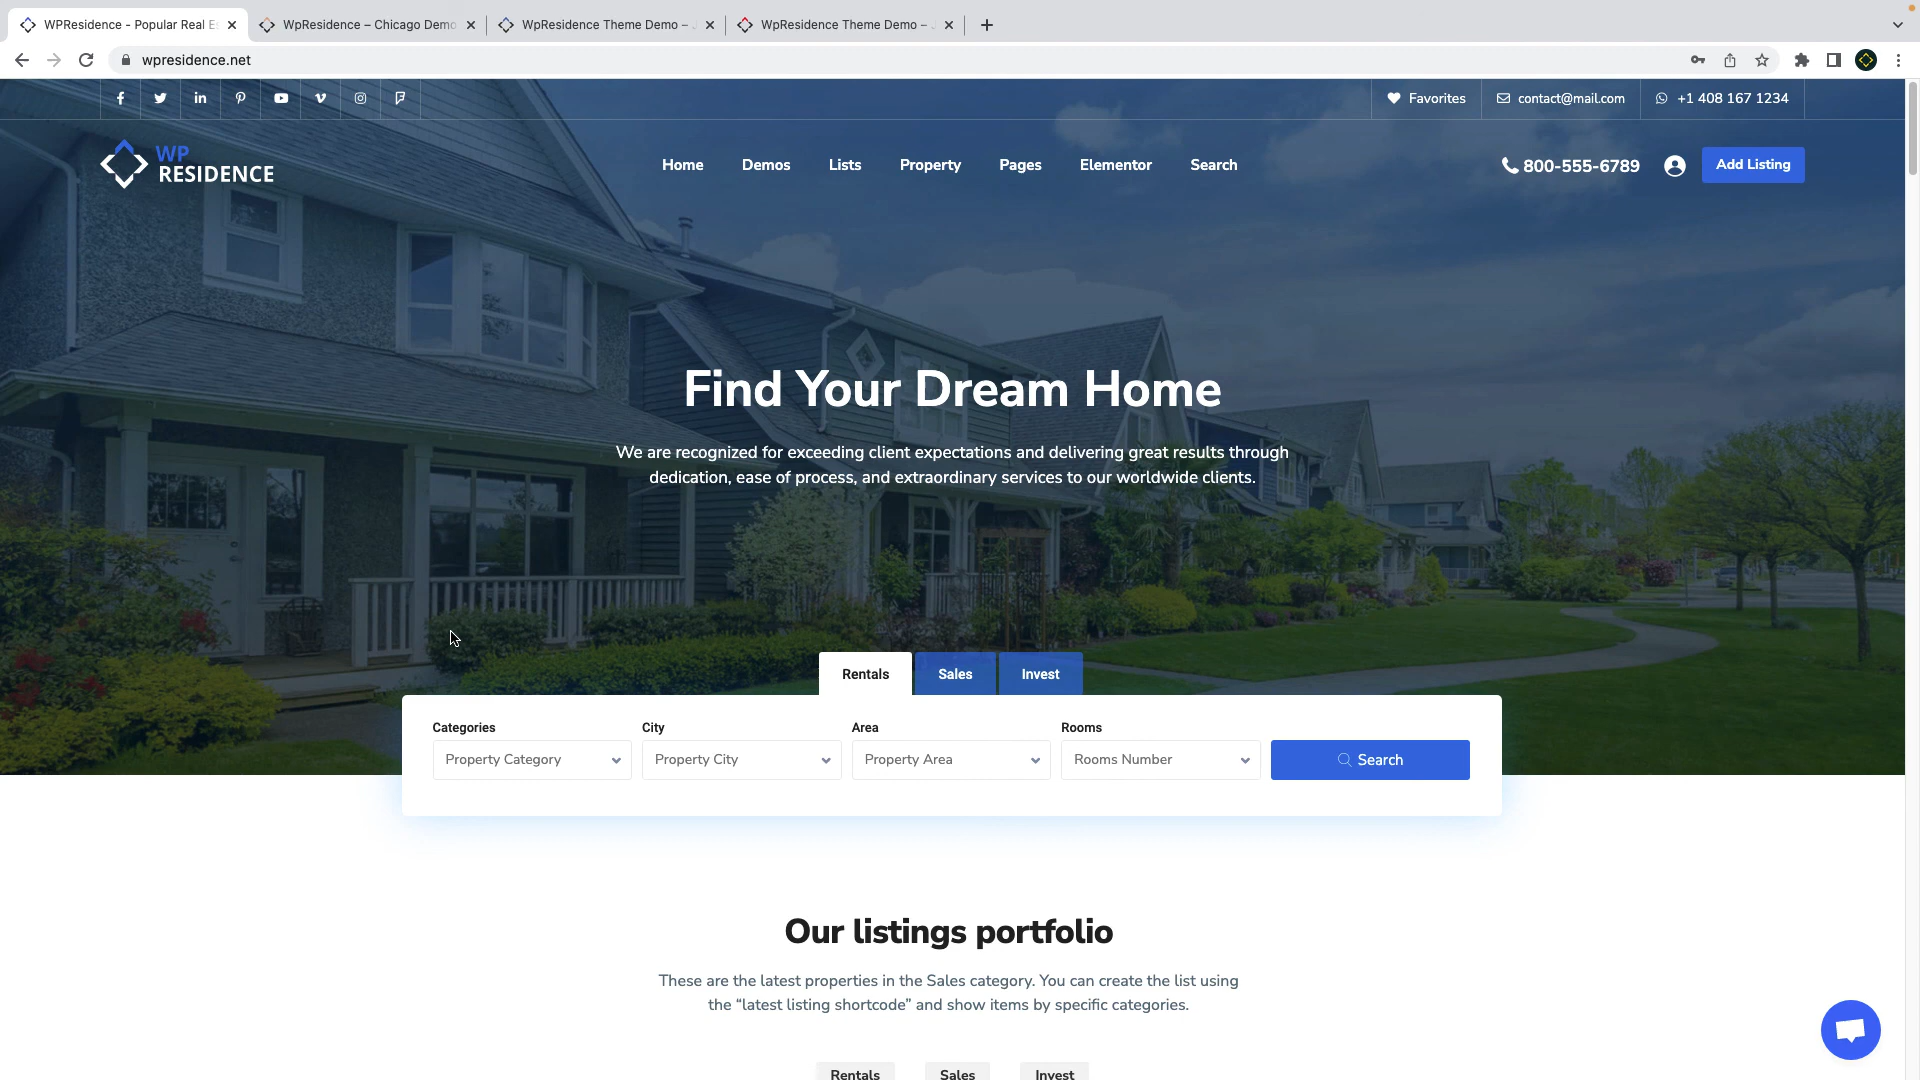 WPResidence - Popular Real Es
WpResidence – Chicago Demo
WpResidence Theme Demo –
WpResidence Theme Demo –
wpresidence.net
Favorites
contact@mail.com
+1 408 167 1234
WP
RESIDENCE
Home
Demos
Lists
Property
Pages
Elementor
Search
800-555-6789
Add Listing
Find Your Dream Home
We are recognized for exceeding client expectations and delivering great results through
dedication, ease of process, and extraordinary services to our worldwide clients.
Rentals
Sales
Invest
Categories
City
Area
Rooms
Property Category
Property City
Property Area
Rooms Number
Search
Our listings portfolio
These are the latest properties in the Sales category. You can create the list using
the “latest listing shortcode” and show items by specific categories.
Rentals
Sales
Invest